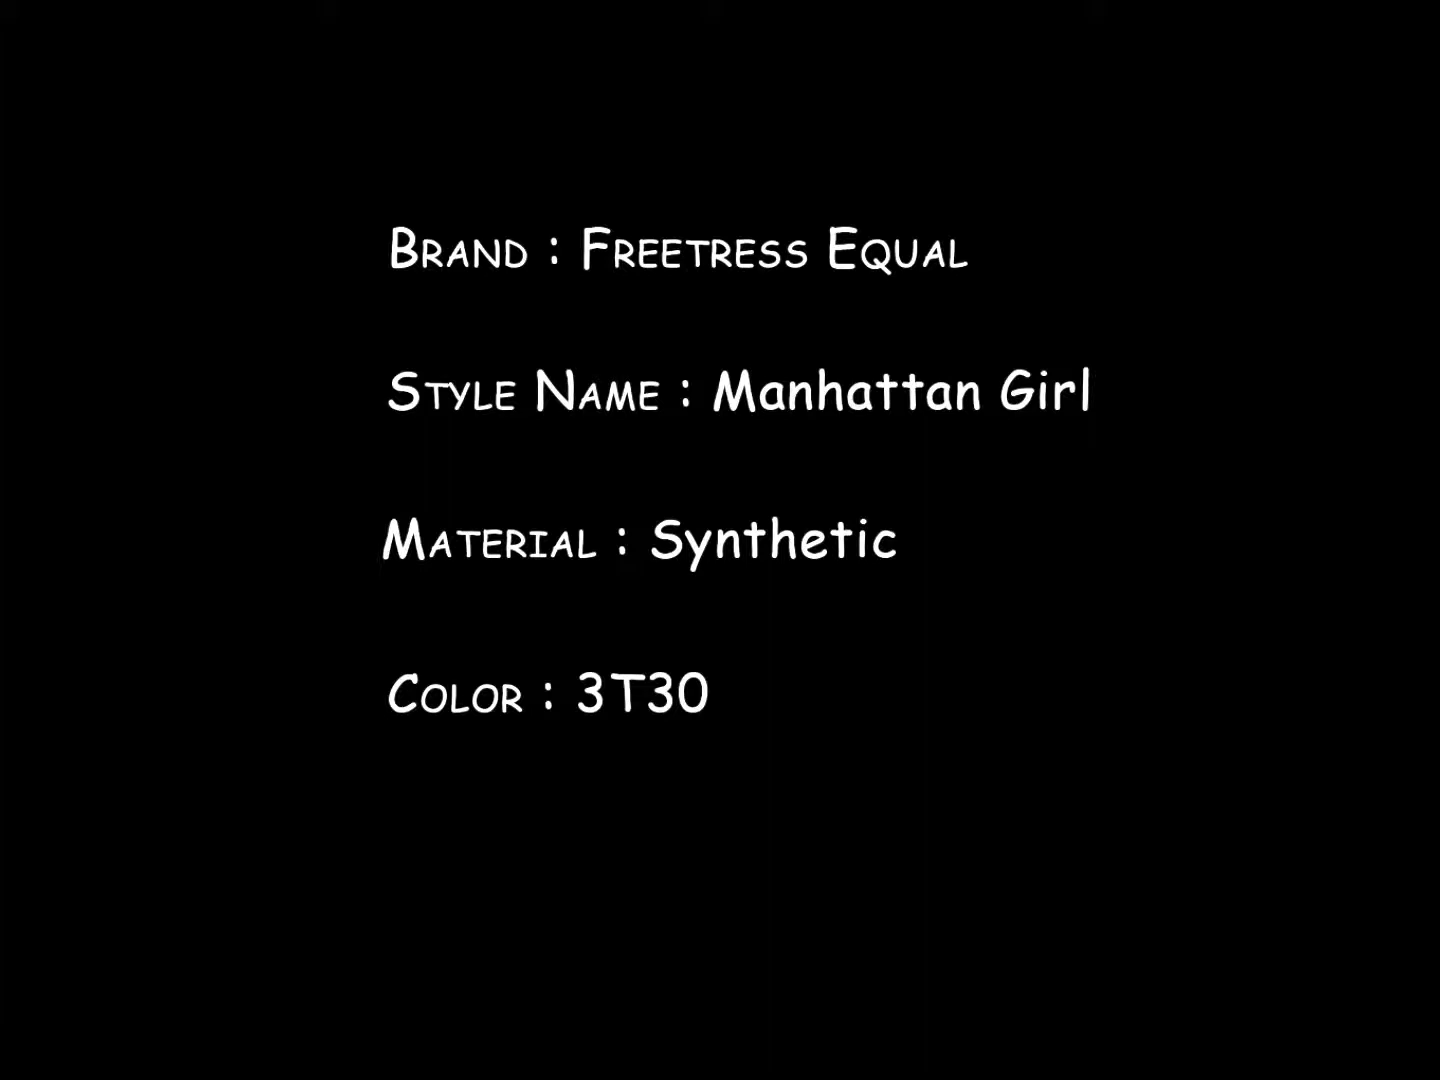 Brand : Freetress Equal
Style Name : Manhattan Girl
Material : Synthetic
Color : 3T30